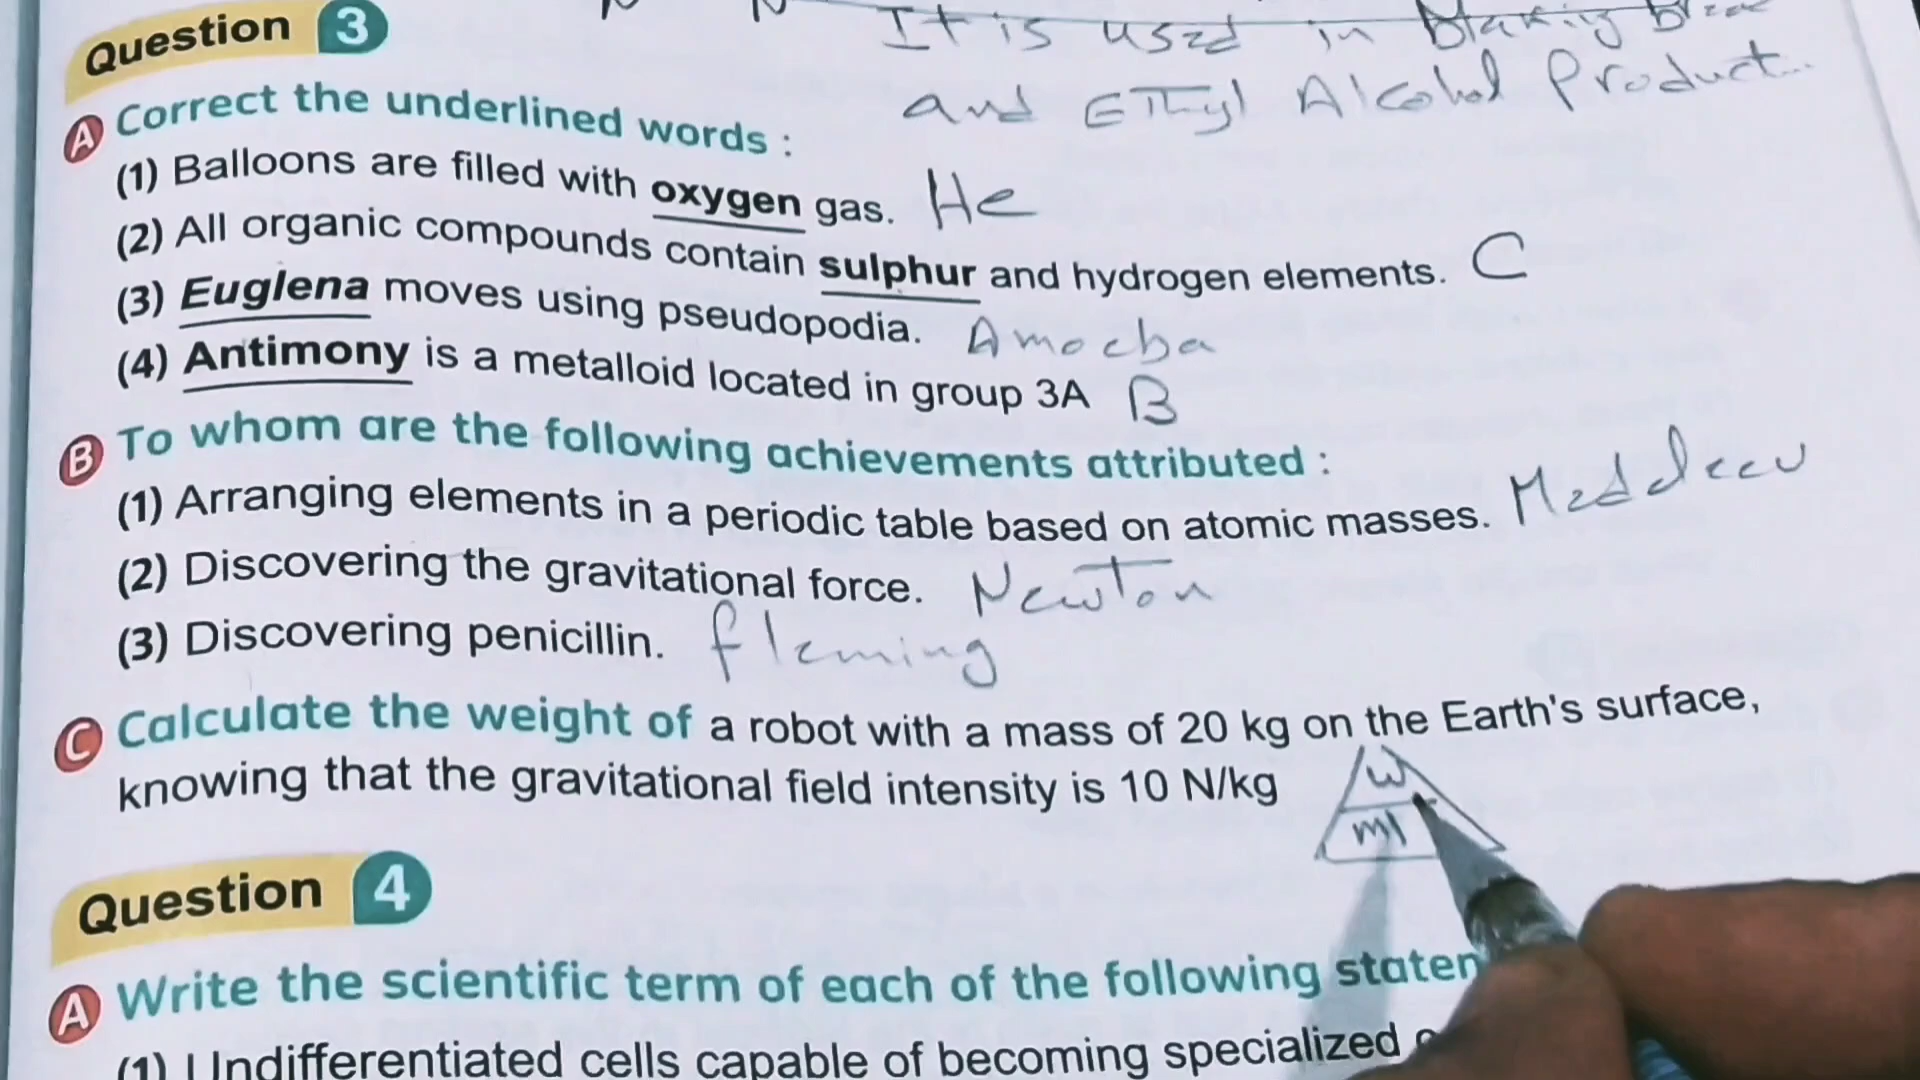 It is used in Making
and Ethyl Alcohol Product...
Question 3
A Correct the underlined words :
(1) Balloons are filled with oxygen gas. He
(2) All organic compounds contain sulphur and hydrogen elements. C
(3) Euglena moves using pseudopodia. Amoeba
(4) Antimony is a metalloid located in group 3A B
B To whom are the following achievements attributed :
(1) Arranging elements in a periodic table based on atomic masses.
(2) Discovering the gravitational force. Newton
(3) Discovering penicillin. fleming
C Calculate the weight of a robot with a mass of 20 kg on the Earth's surface,
knowing that the gravitational field intensity is 10 N/kg
W
m
Question 4
A Write the scientific term of each of the following
(1) Undifferentiated cells capable of becoming specialized